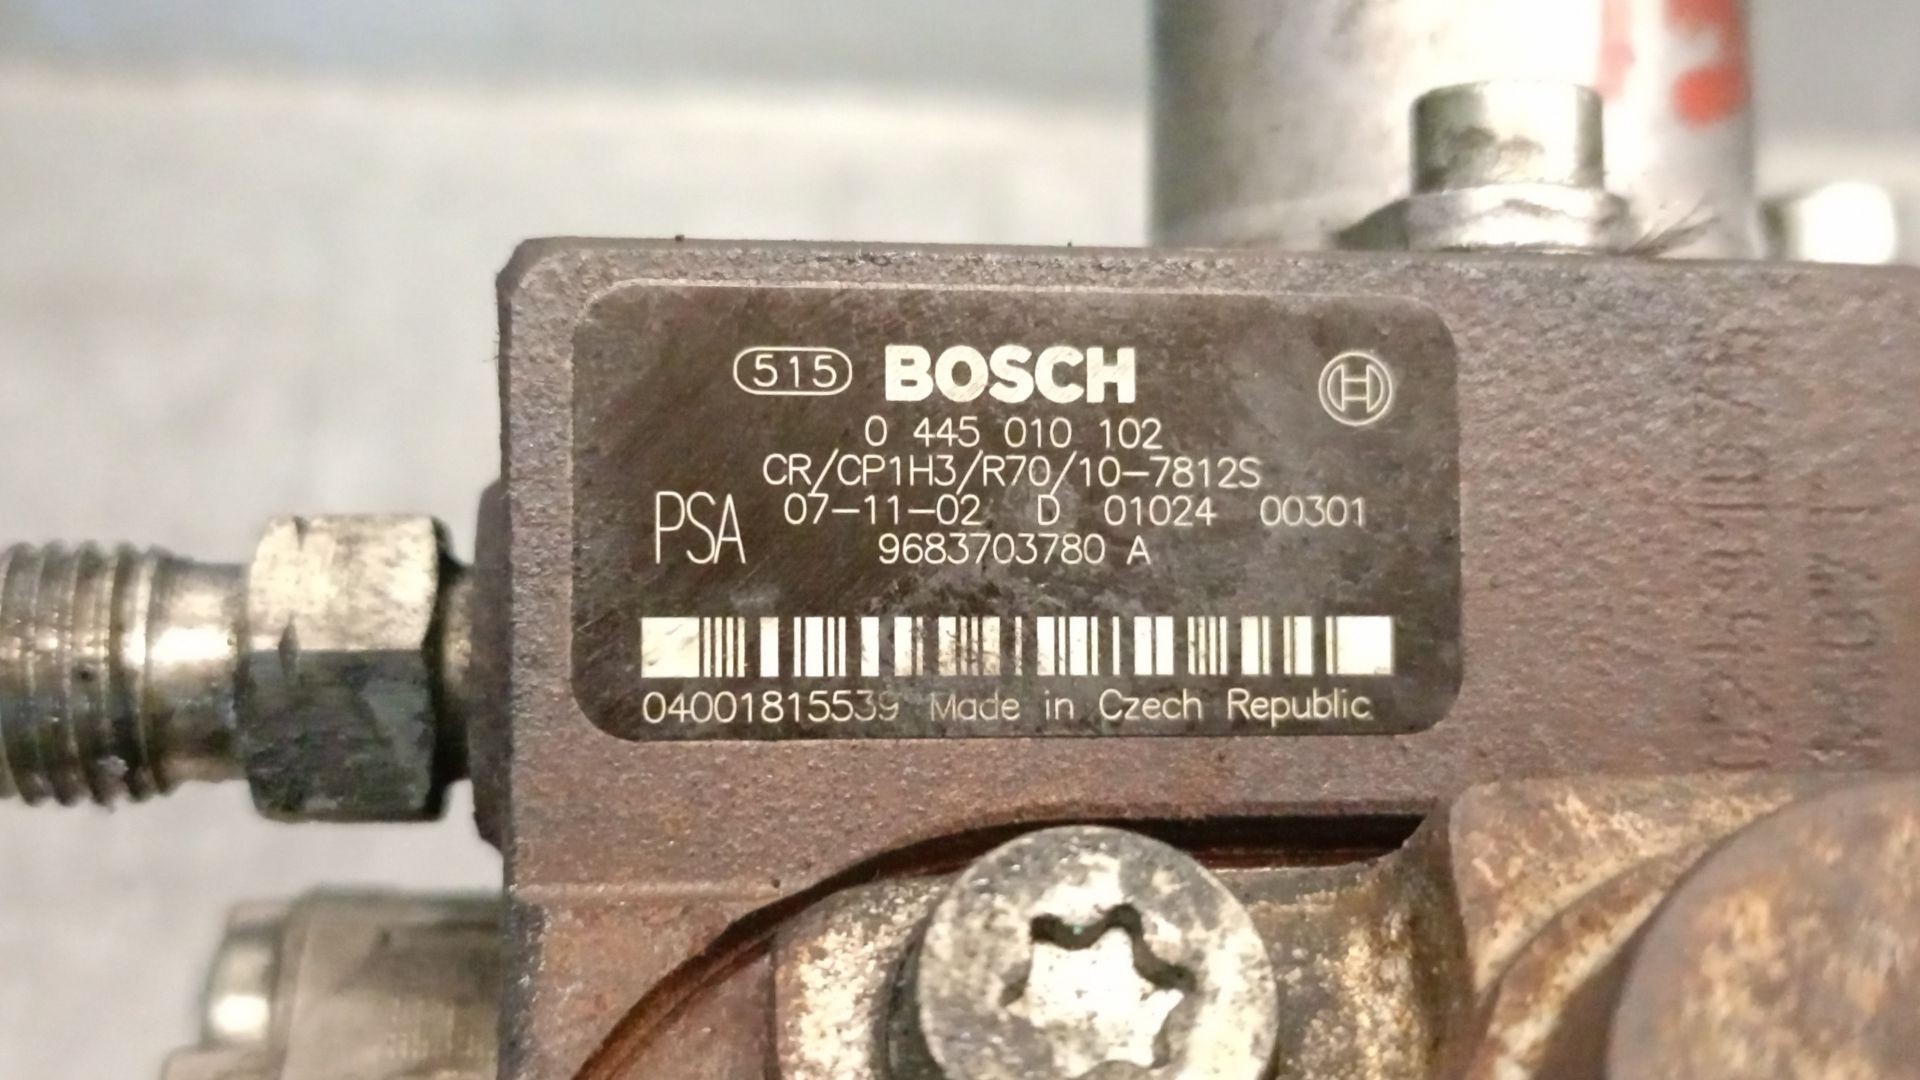 515 BOSCH
0 445 010 102
CR/CP1H3/R70/10-7812S
PSA 07-11-02 D 01024 00301
9683703780 A
04001815539 Made in Czech Republic